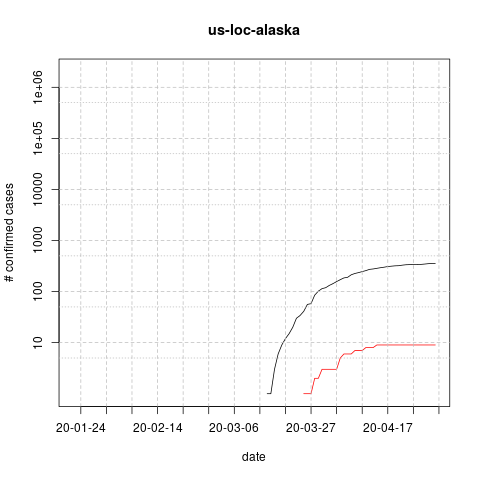 us-loc-alaska
1e+06
1e+05
10000
1000
100
10
# confirmed cases
20-01-24 20-02-14 20-03-06 20-03-27 20-04-17
date